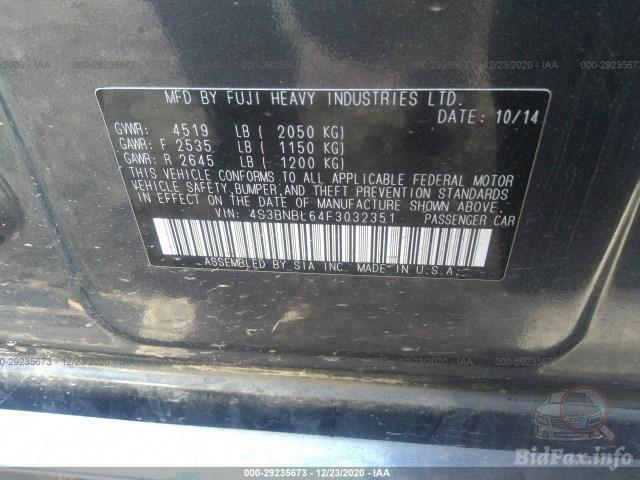 MFD BY FUJI HEAVY INDUSTRIES LTD.
DATE: 10/14
GVWR: 4519 LB ( 2050 KG)
GAWR: F 2535 LB ( 1150 KG)
GAWR: R 2645 LB ( 1200 KG)
THIS VEHICLE CONFORMS TO ALL APPLICABLE FEDERAL MOTOR
VEHICLE SAFETY, BUMPER, AND THEFT PREVENTION STANDARDS
IN EFFECT ON THE DATE OF MANUFACTURE SHOWN ABOVE.
VIN: 4S3BNBL64F3032351 PASSENGER CAR
ASSEMBLED BY SIA INC. MADE IN U.S.A.
000-29235673 - 12/23/2020 - IAA
BidFax.info